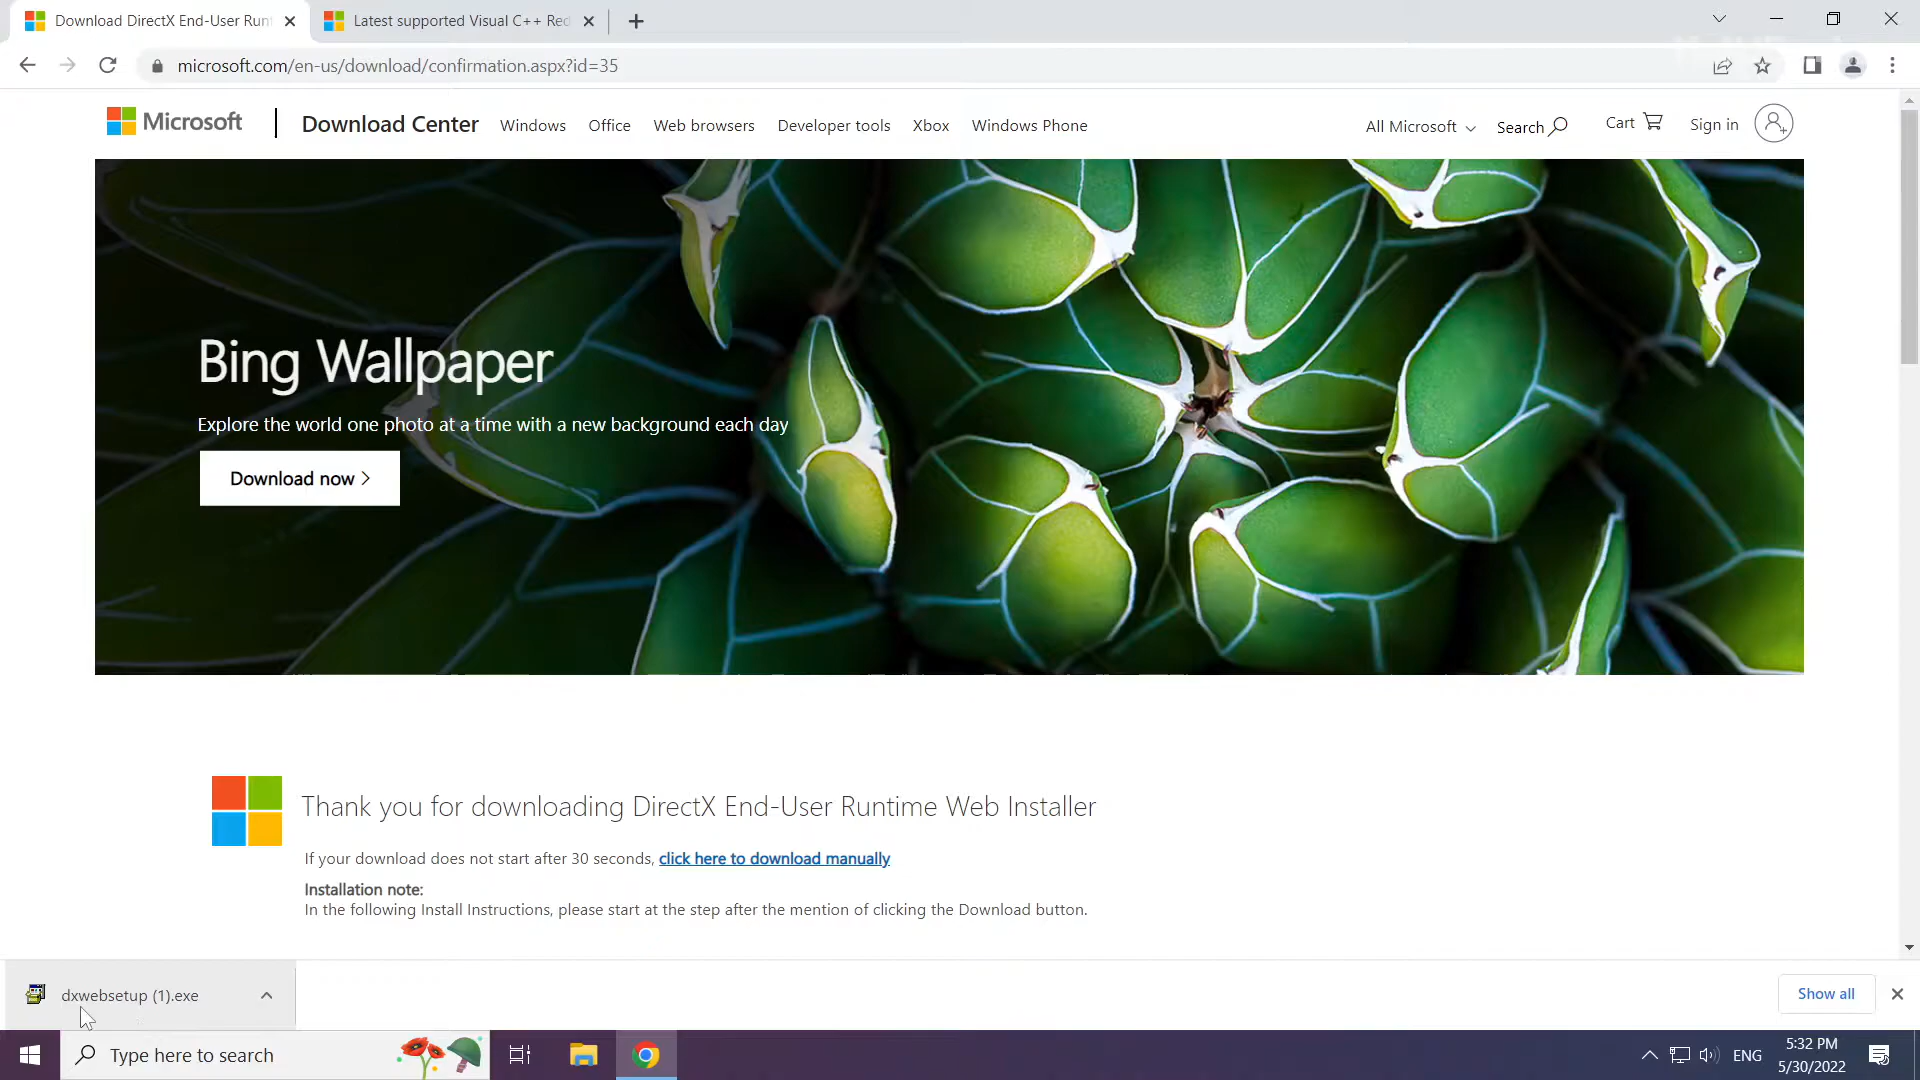 Download DirectX End-User Runt
Latest supported Visual C++ Red
microsoft.com/en-us/download/confirmation.aspx?id=35
Microsoft
Download Center
Windows
Office
Web browsers
Developer tools
Xbox
Windows Phone
All Microsoft
Search
Cart
Sign in
Bing Wallpaper
Explore the world one photo at a time with a new background each day
Download now >
Thank you for downloading DirectX End-User Runtime Web Installer
If your download does not start after 30 seconds, click here to download manually
Installation note:
In the following Install Instructions, please start at the step after the mention of clicking the Download button.
dxwebsetup (1).exe
Show all
Type here to search
ENG
5:32 PM
5/30/2022